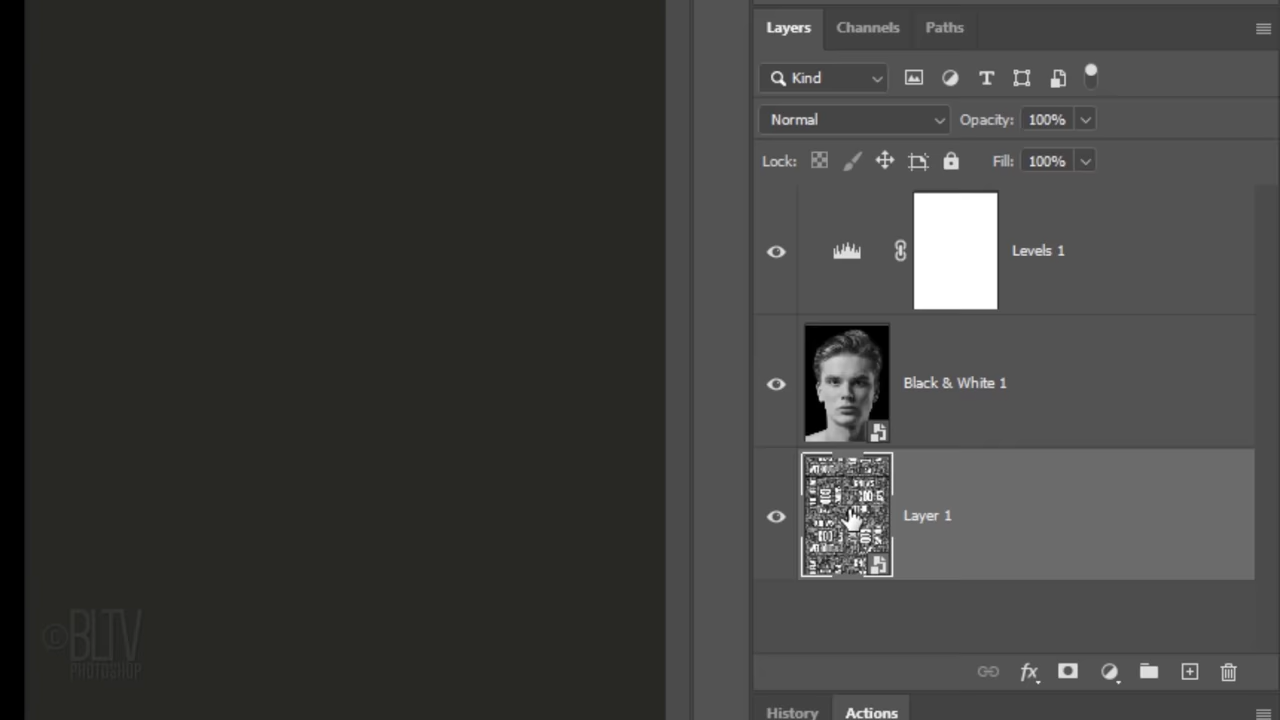 Layers Channels Paths
Kind
Normal Opacity: 100%
Lock: Fill: 100%
Levels 1
Black & White 1
Layer 1
fx
© BLTV
PHOTOSHOP
History Actions